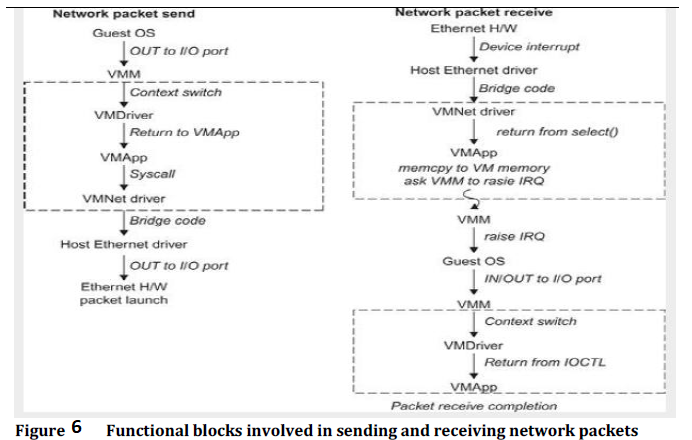 Network packet send
Guest OS
OUT to I/O port
VMM
Context switch
VMDriver
Return to VMApp
VMApp
Syscall
VMNet driver
Bridge code
Host Ethernet driver
OUT to I/O port
Ethernet H/W
packet launch
Network packet receive
Ethernet H/W
Device interrupt
Host Ethernet driver
Bridge code
VMNet driver
return from select()
VMApp
memcpy to VM memory
ask VMM to rasie IRQ
VMM
raise IRQ
Guest OS
IN/OUT to I/O port
VMM
Context switch
VMDriver
Return from IOCTL
VMApp
Packet receive completion
Figure 6 Functional blocks involved in sending and receiving network packets